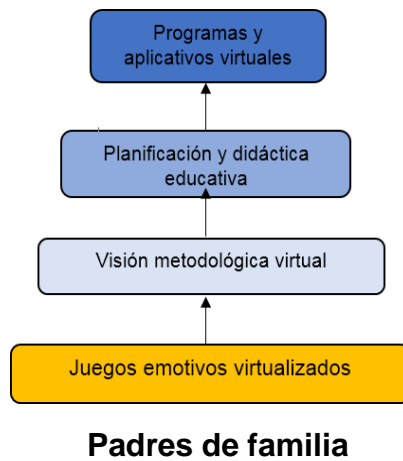 Programas y
aplicativos virtuales
Planificación y didáctica
educativa
Visión metodológica virtual
Juegos emotivos virtualizados
Padres de familia